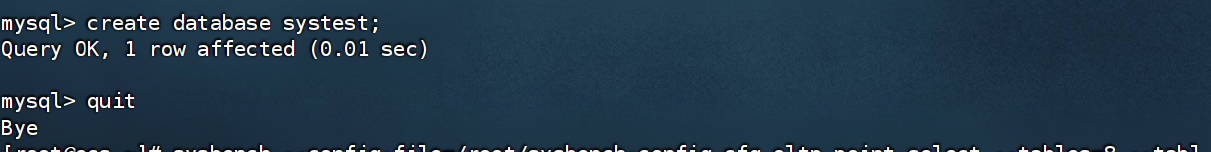 mysql> create database systest;
Query OK, 1 row affected (0.01 sec)
mysql> quit
Bye